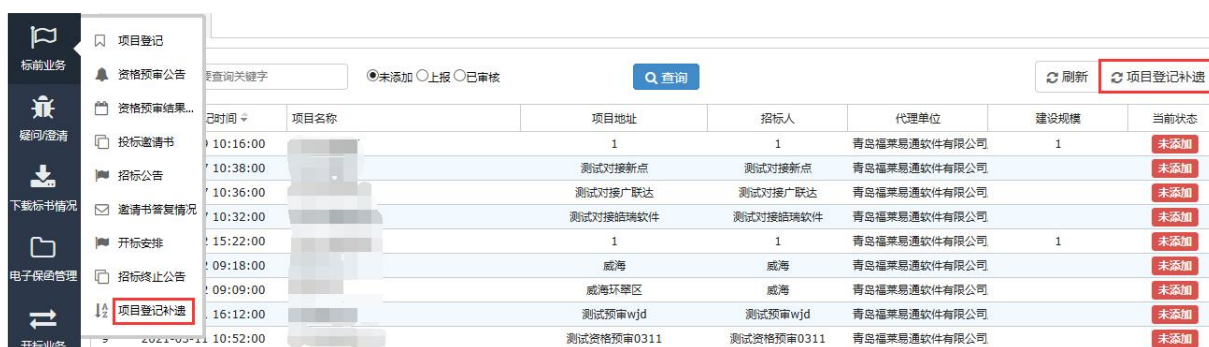 标前业务
疑问/澄清
下载标书情况
电子保函管理
开标业务
项目登记
资格预审公告
资格预审结果...
投标邀请书
招标公告
邀请书答复情况
开标安排
招标终止公告
项目登记补遗
要查询关键字 未添加 上报 已审核 查询 刷新 项目登记补遗
记时间 项目名称 项目地址 招标人 代理单位 建设规模 当前状态
10:16:00 1 1 青岛福莱易通软件有限公司 1 未添加
10:38:00 测试对接新点 测试对接新点 青岛福莱易通软件有限公司 未添加
10:36:00 测试对接广联达 测试对接广联达 青岛福莱易通软件有限公司 未添加
10:32:00 测试对接皓瑞软件 测试对接皓瑞软件 青岛福莱易通软件有限公司 未添加
15:22:00 1 1 青岛福莱易通软件有限公司 1 未添加
09:18:00 威海 威海 青岛福莱易通软件有限公司 未添加
09:09:00 威海环翠区 威海 青岛福莱易通软件有限公司 未添加
16:12:00 测试预审wjd 测试预审wjd 青岛福莱易通软件有限公司 未添加
9 2021-03-11 10:52:00 测试资格预审0311 测试资格预审0311 青岛福莱易通软件有限公司 未添加